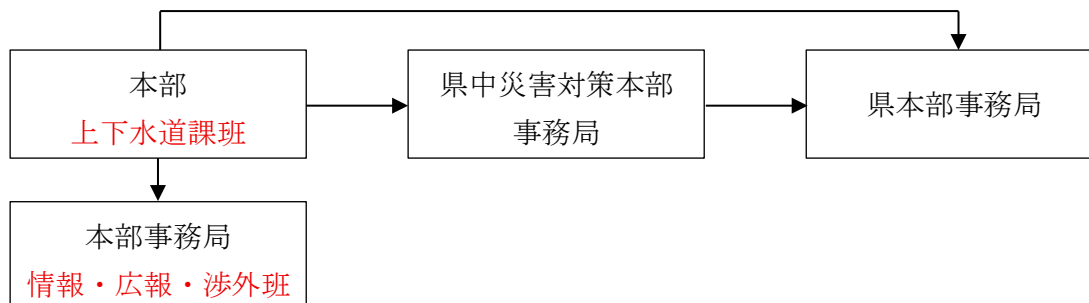 本部
上下水道課班
県中災害対策本部
事務局
県本部事務局
本部事務局
情報・広報・渉外班